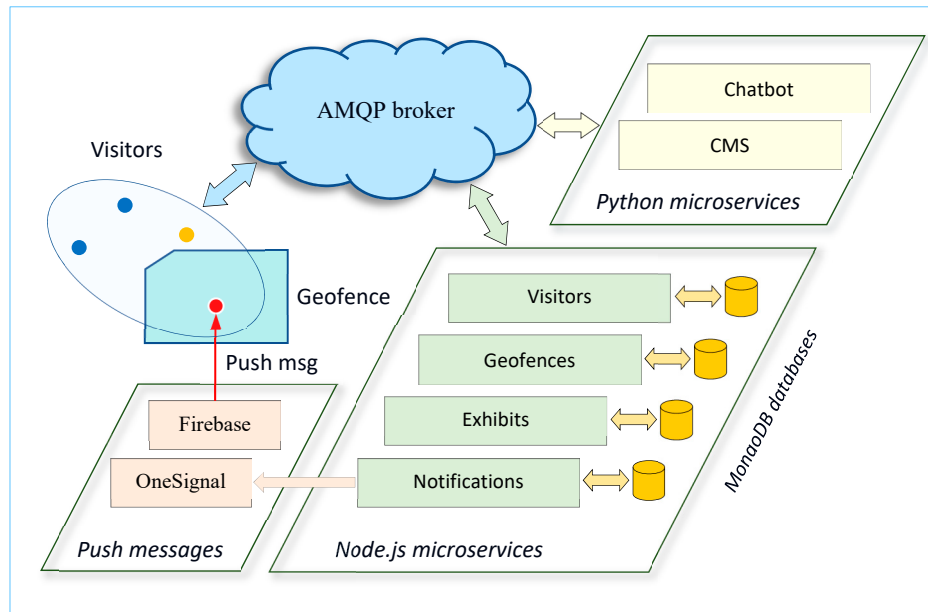 AMQP broker
Chatbot
CMS
Python microservices
Visitors
Geofence
Push msg
Visitors
Geofences
Exhibits
Notifications
MonaoDB databases
Node.js microservices
Firebase
OneSignal
Push messages